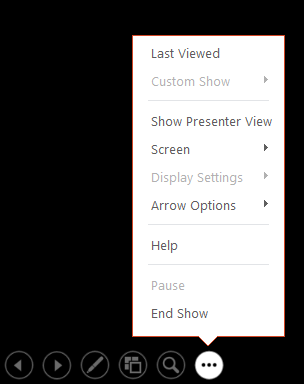 Last Viewed
Custom Show
Show Presenter View
Screen
Display Settings
Arrow Options
Help
Pause
End Show